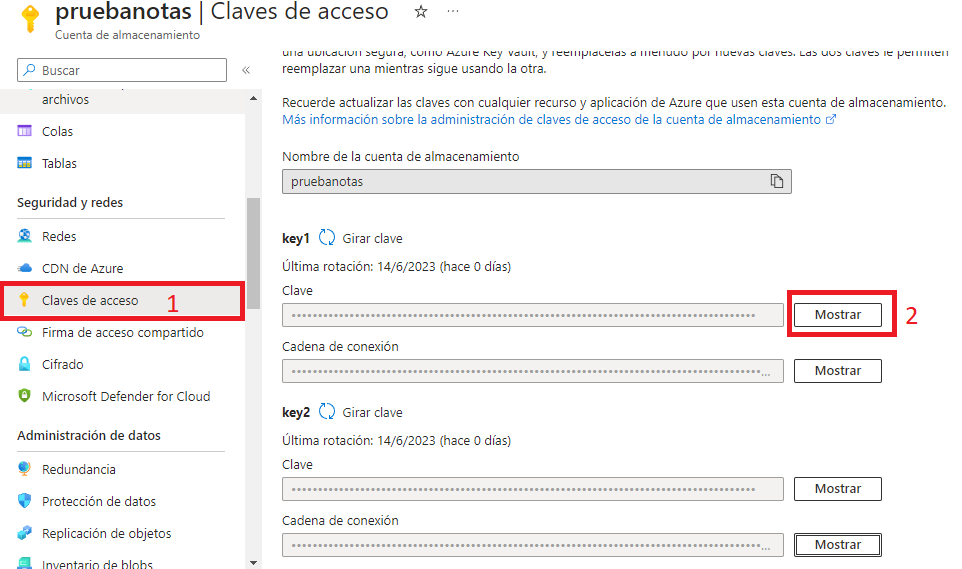 pruebanotas | Claves de acceso ☆ ...
Cuenta de almacenamiento
Buscar «
archivos
Colas
Tablas
Seguridad y redes
Redes
CDN de Azure
Claves de acceso 1
Firma de acceso compartido
Cifrado
Microsoft Defender for Cloud
Administración de datos
Redundancia
Protección de datos
Replicación de objetos
Inventario de blobs
una ubicación segura, como Azure Key Vault, y reemplácelas a menudo por nuevas claves. Las dos claves le permiten
reemplazar una mientras sigue usando la otra.
Recuerde actualizar las claves con cualquier recurso y aplicación de Azure que usen esta cuenta de almacenamiento.
Más información sobre la administración de claves de acceso de la cuenta de almacenamiento
Nombre de la cuenta de almacenamiento
pruebanotas
key1 Girar clave
Última rotación: 14/6/2023 (hace 0 días)
Clave
Mostrar 2
Cadena de conexión
... Mostrar
key2 Girar clave
Última rotación: 14/6/2023 (hace 0 días)
Clave
Mostrar
Cadena de conexión
... Mostrar